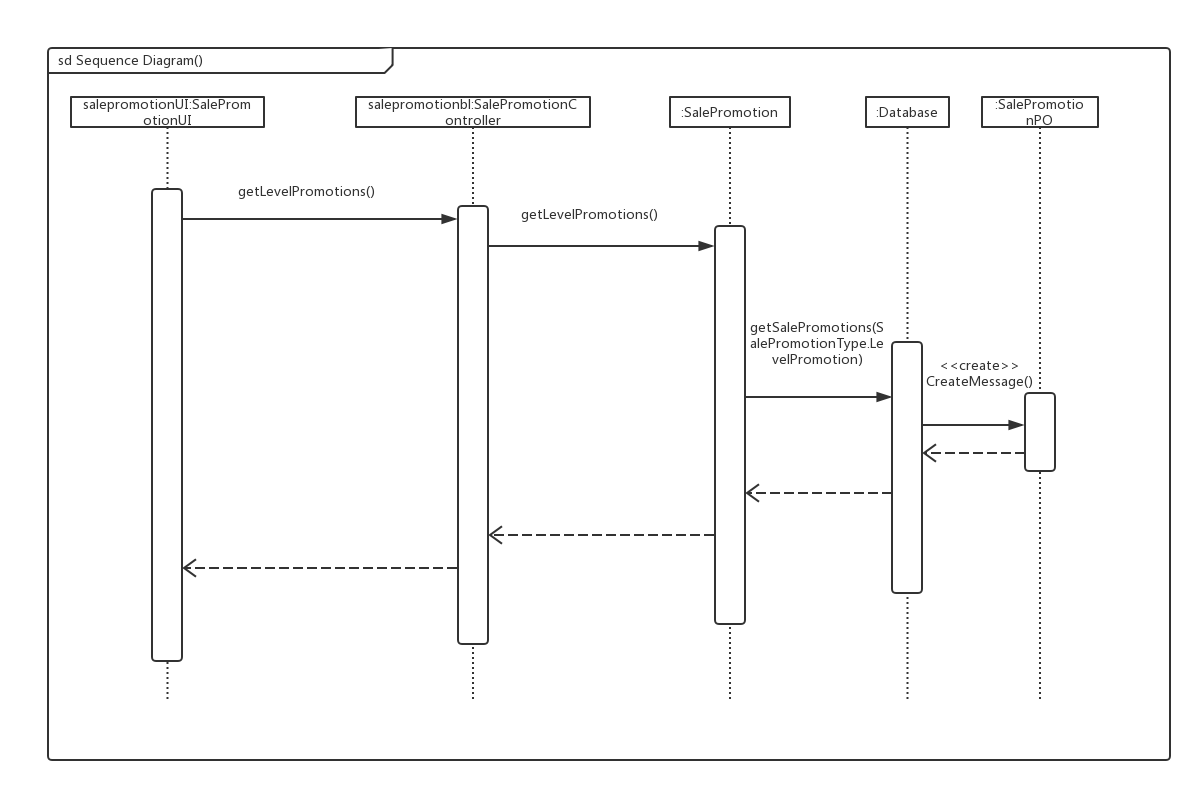 sd Sequence Diagram()
salepromotionUI:SaleProm
otionUI
salepromotionbl:SalePromotionC
ontroller
:SalePromotion
:Database
:SalePromotio
nPO
getLevelPromotions()
getLevelPromotions()
getSalePromotions(S
alePromotionType.Le
velPromotion)
<<create>>
CreateMessage()